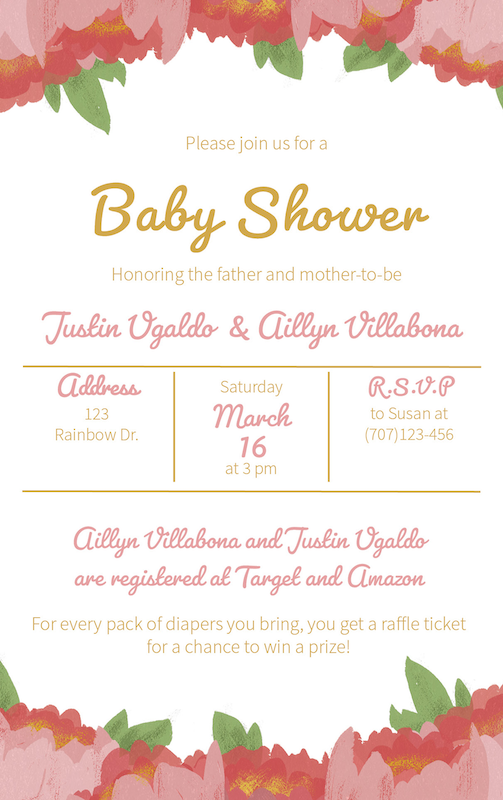 Please join us for a
Baby Shower
Honoring the father and mother-to-be
Justin Ugaldo & Aillyn Villabona
Address
123
Rainbow Dr.
Saturday
March
16
at 3 pm
R.S.V.P
to Susan at
(707)123-456
Aillyn Villabona and Justin Ugaldo
are registered at Target and Amazon
For every pack of diapers you bring, you get a raffle ticket
for a chance to win a prize!